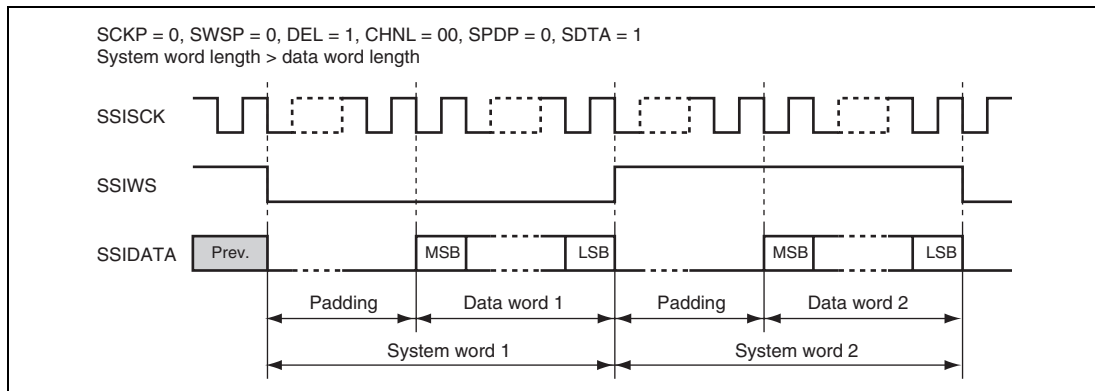 SCKP = 0, SWSP = 0, DEL = 1, CHNL = 00, SPDP = 0, SDTA = 1
System word length > data word length
SSISCK
SSIWS
SSIDATA Prev. MSB LSB MSB LSB
Padding Data word 1 Padding Data word 2
System word 1 System word 2